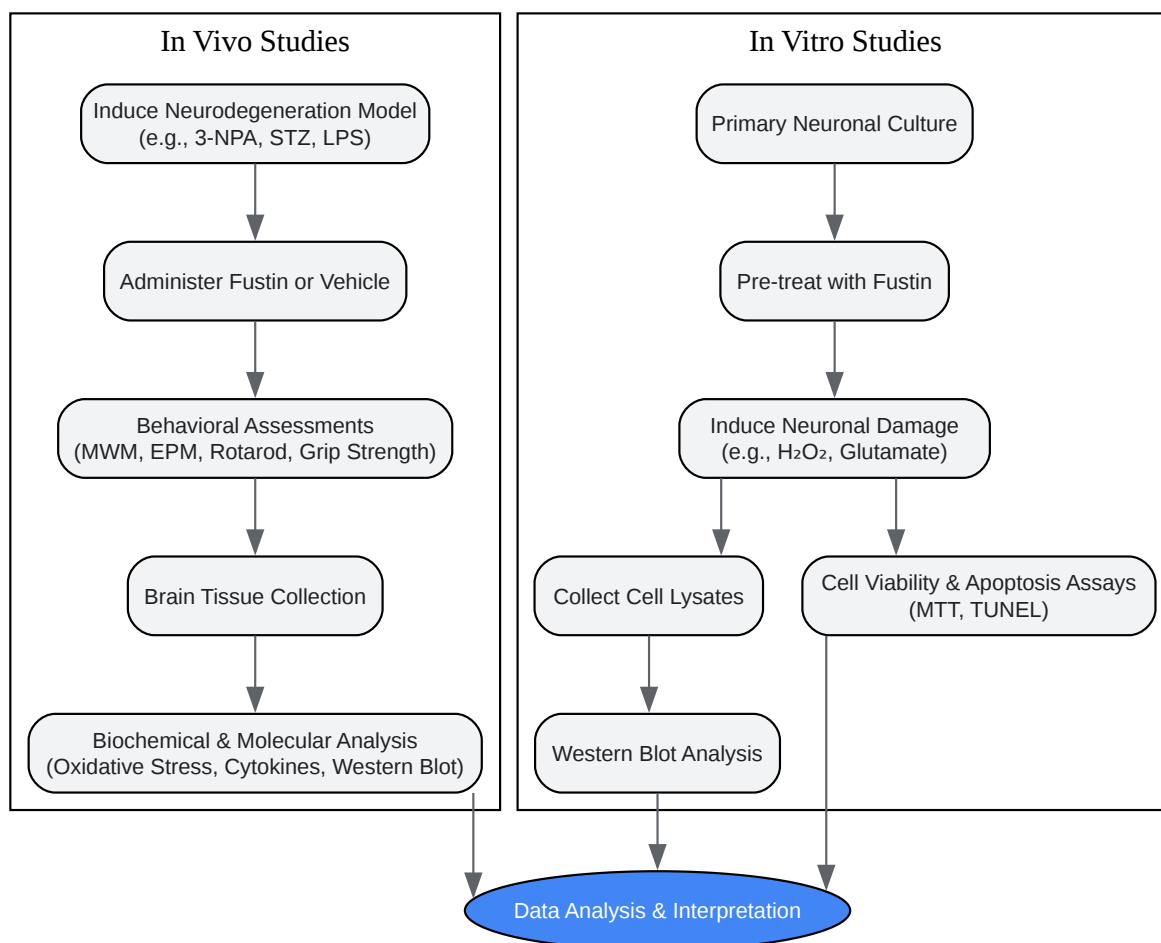 In Vivo Studies
Induce Neurodegeneration Model
(e.g., 3-NPA, STZ, LPS)
Administer Fustin or Vehicle
Behavioral Assessments
(MWM, EPM, Rotarod, Grip Strength)
Brain Tissue Collection
Biochemical & Molecular Analysis
(Oxidative Stress, Cytokines, Western Blot)
In Vitro Studies
Primary Neuronal Culture
Pre-treat with Fustin
Induce Neuronal Damage
(e.g., H₂O₂, Glutamate)
Collect Cell Lysates
Cell Viability & Apoptosis Assays
(MTT, TUNEL)
Western Blot Analysis
Data Analysis & Interpretation